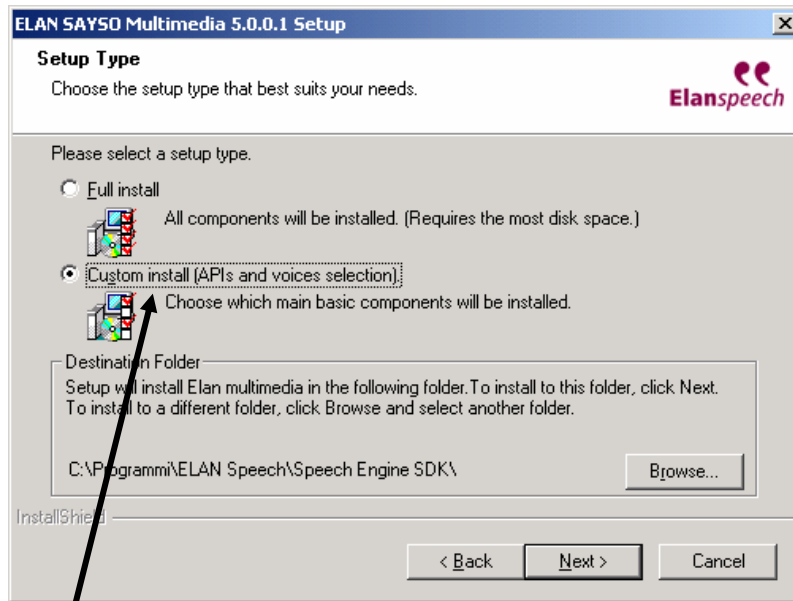 ELAN SAYSO Multimedia 5.0.0.1 Setup
Setup Type
Choose the setup type that best suits your needs.
Elanspeech
Please select a setup type.
Full install
All components will be installed. (Requires the most disk space.)
Custom install (APIs and voices selection).
Choose which main basic components will be installed.
Destination Folder
Setup will install Elan multimedia in the following folder.To install to this folder, click Next.
To install to a different folder, click Browse and select another folder.
C:\Programmi\ELAN Speech\Speech Engine SDK\
Browse...
InstallShield
< Back
Next >
Cancel